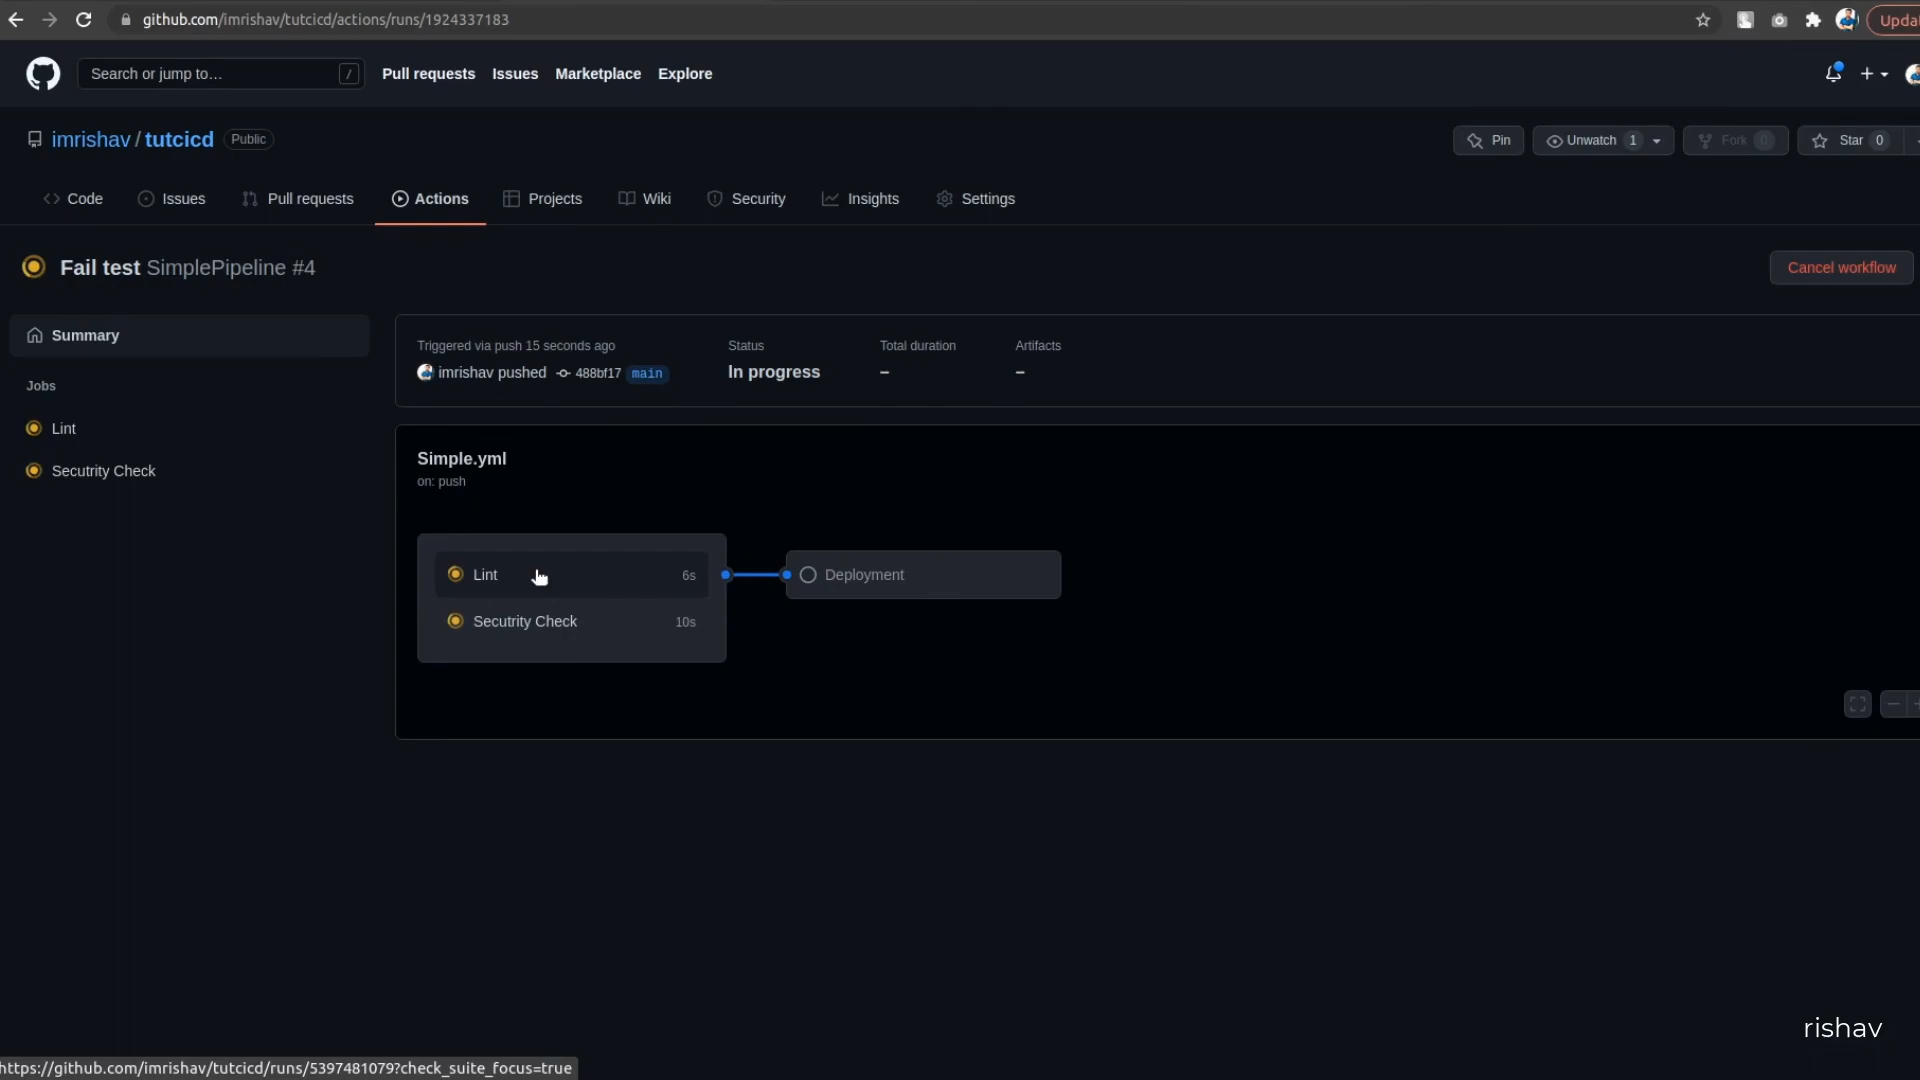 github.com/imrishav/tutcicd/actions/runs/1924337183
Search or jump to… /
Pull requests Issues Marketplace Explore
imrishav / tutcicd Public
Pin Unwatch 1 Fork 0 Star 0
Code Issues Pull requests Actions Projects Wiki Security Insights Settings
Fail test SimplePipeline #4
Cancel workflow
Summary
Jobs
Lint
Secutrity Check
Triggered via push 15 seconds ago
imrishav pushed 488bf17 main
Status
In progress
Total duration
–
Artifacts
–
Simple.yml
on: push
Lint 6s
Secutrity Check 10s
Deployment
rishav
https://github.com/imrishav/tutcicd/runs/5397481079?check_suite_focus=true